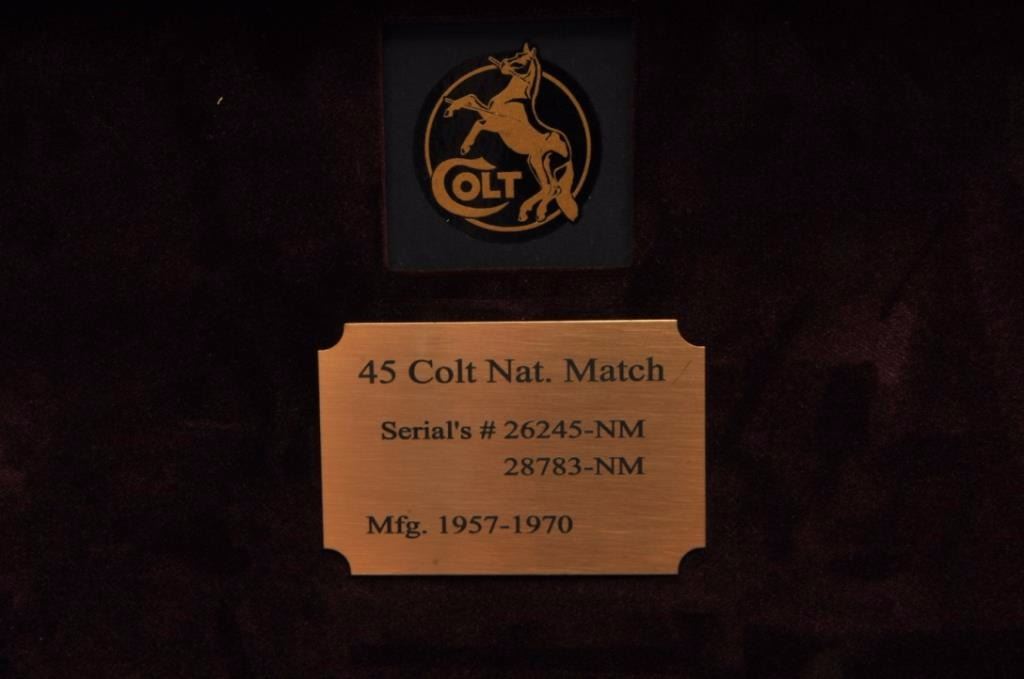 COLT
45 Colt Nat. Match
Serial's # 26245-NM
28783-NM
Mfg. 1957-1970